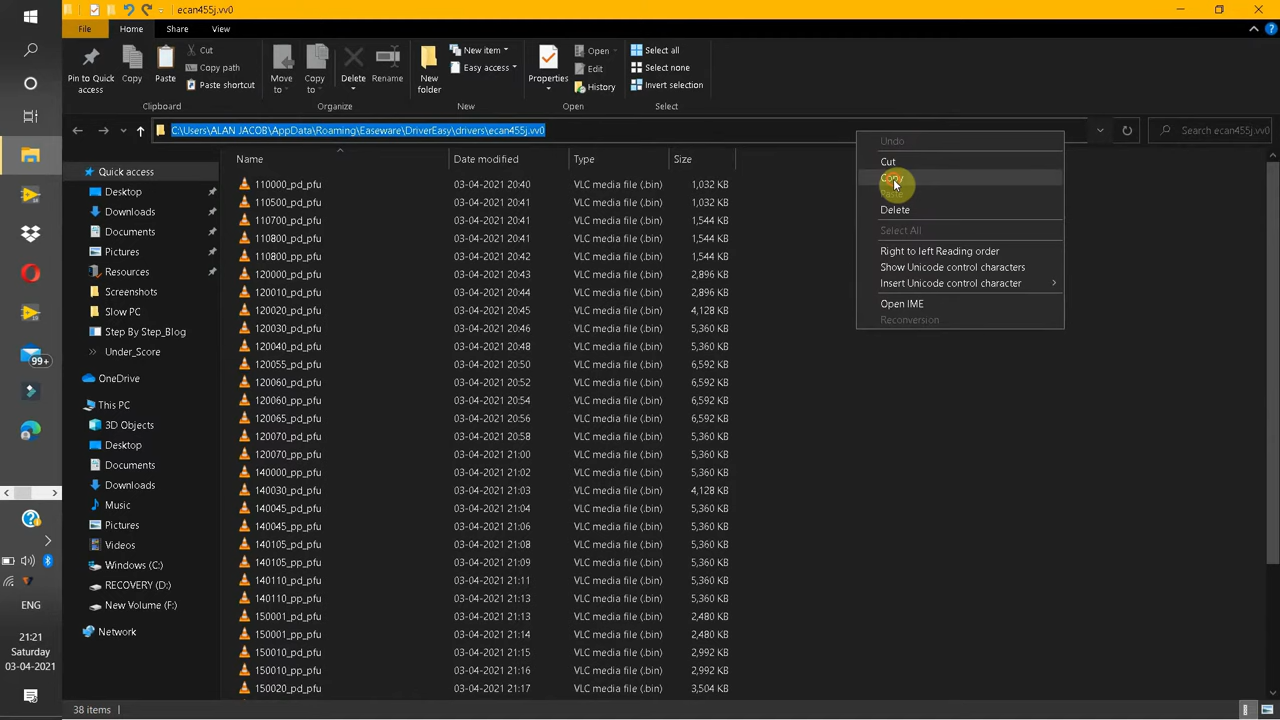 ecan455j.vv0
File
Home
Share
View
Pin to Quick access
Copy
Paste
Cut
Copy path
Paste shortcut
Clipboard
Move to
Copy to
Delete
Rename
Organize
New folder
New item
Easy access
New
Properties
Open
Edit
History
Open
Select all
Select none
Invert selection
Select
C:\Users\ALAN JACOB\AppData\Roaming\Easeware\DriverEasy\drivers\ecan455j.vv0
Search ecan455j.vv0
Undo
Cut
Copy
Delete
Select All
Right to left Reading order
Show Unicode control characters
Insert Unicode control character
Open IME
Reconversion
Quick access
Desktop
Downloads
Documents
Pictures
Resources
Screenshots
Slow PC
Step By Step_Blog
Under_Score
OneDrive
This PC
3D Objects
Desktop
Documents
Downloads
Music
Pictures
Videos
Windows (C:)
RECOVERY (D:)
New Volume (F:)
Network
Name Date modified Type Size
110000_pd_pfu 03-04-2021 20:40 VLC media file (.bin) 1,032 KB
110500_pd_pfu 03-04-2021 20:41 VLC media file (.bin) 1,032 KB
110700_pd_pfu 03-04-2021 20:41 VLC media file (.bin) 1,544 KB
110800_pd_pfu 03-04-2021 20:41 VLC media file (.bin) 1,544 KB
110800_pp_pfu 03-04-2021 20:42 VLC media file (.bin) 1,544 KB
120000_pd_pfu 03-04-2021 20:43 VLC media file (.bin) 2,896 KB
120010_pd_pfu 03-04-2021 20:44 VLC media file (.bin) 2,896 KB
120020_pd_pfu 03-04-2021 20:45 VLC media file (.bin) 4,128 KB
120030_pd_pfu 03-04-2021 20:46 VLC media file (.bin) 5,360 KB
120040_pd_pfu 03-04-2021 20:48 VLC media file (.bin) 5,360 KB
120055_pd_pfu 03-04-2021 20:50 VLC media file (.bin) 6,592 KB
120060_pd_pfu 03-04-2021 20:52 VLC media file (.bin) 6,592 KB
120060_pp_pfu 03-04-2021 20:54 VLC media file (.bin) 6,592 KB
120065_pd_pfu 03-04-2021 20:56 VLC media file (.bin) 6,592 KB
120070_pd_pfu 03-04-2021 20:58 VLC media file (.bin) 5,360 KB
120070_pp_pfu 03-04-2021 21:00 VLC media file (.bin) 5,360 KB
140000_pp_pfu 03-04-2021 21:02 VLC media file (.bin) 5,360 KB
140030_pd_pfu 03-04-2021 21:03 VLC media file (.bin) 4,128 KB
140045_pd_pfu 03-04-2021 21:04 VLC media file (.bin) 5,360 KB
140045_pp_pfu 03-04-2021 21:06 VLC media file (.bin) 5,360 KB
140105_pd_pfu 03-04-2021 21:08 VLC media file (.bin) 5,360 KB
140105_pp_pfu 03-04-2021 21:09 VLC media file (.bin) 5,360 KB
140110_pd_pfu 03-04-2021 21:11 VLC media file (.bin) 5,360 KB
140110_pp_pfu 03-04-2021 21:13 VLC media file (.bin) 5,360 KB
150001_pd_pfu 03-04-2021 21:13 VLC media file (.bin) 2,480 KB
150001_pp_pfu 03-04-2021 21:14 VLC media file (.bin) 2,480 KB
150010_pd_pfu 03-04-2021 21:15 VLC media file (.bin) 2,992 KB
150010_pp_pfu 03-04-2021 21:16 VLC media file (.bin) 2,992 KB
150020_pd_pfu 03-04-2021 21:17 VLC media file (.bin) 3,504 KB
38 items
99+
ENG
21:21
Saturday
03-04-2021